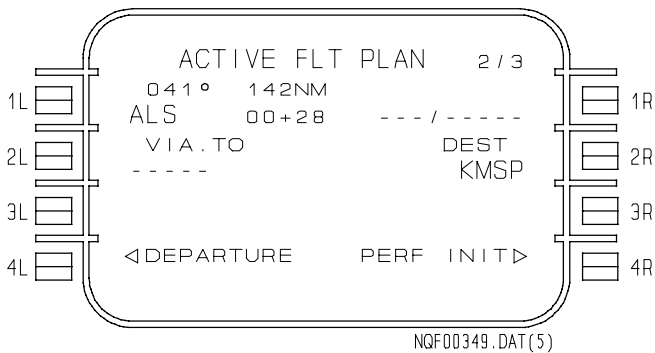 ACTIVE FLT PLAN 2/3
041° 142NM
1L 1R
ALS 00+28 ---/-----
VIA.TO DEST
2L 2R
----- KMSP
3L 3R
◁DEPARTURE PERF INIT▷
4L 4R
NQF00349.DAT(5)